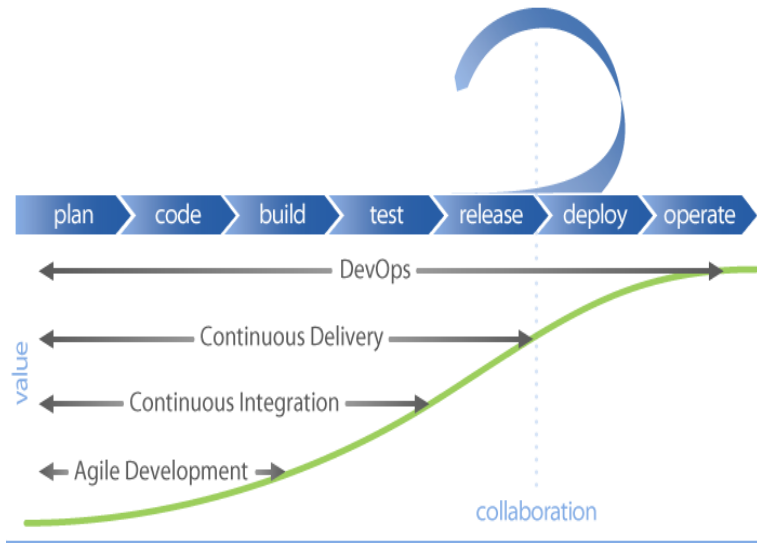 plan code build test release deploy operate
DevOps
Continuous Delivery
value
Continuous Integration
Agile Development
collaboration